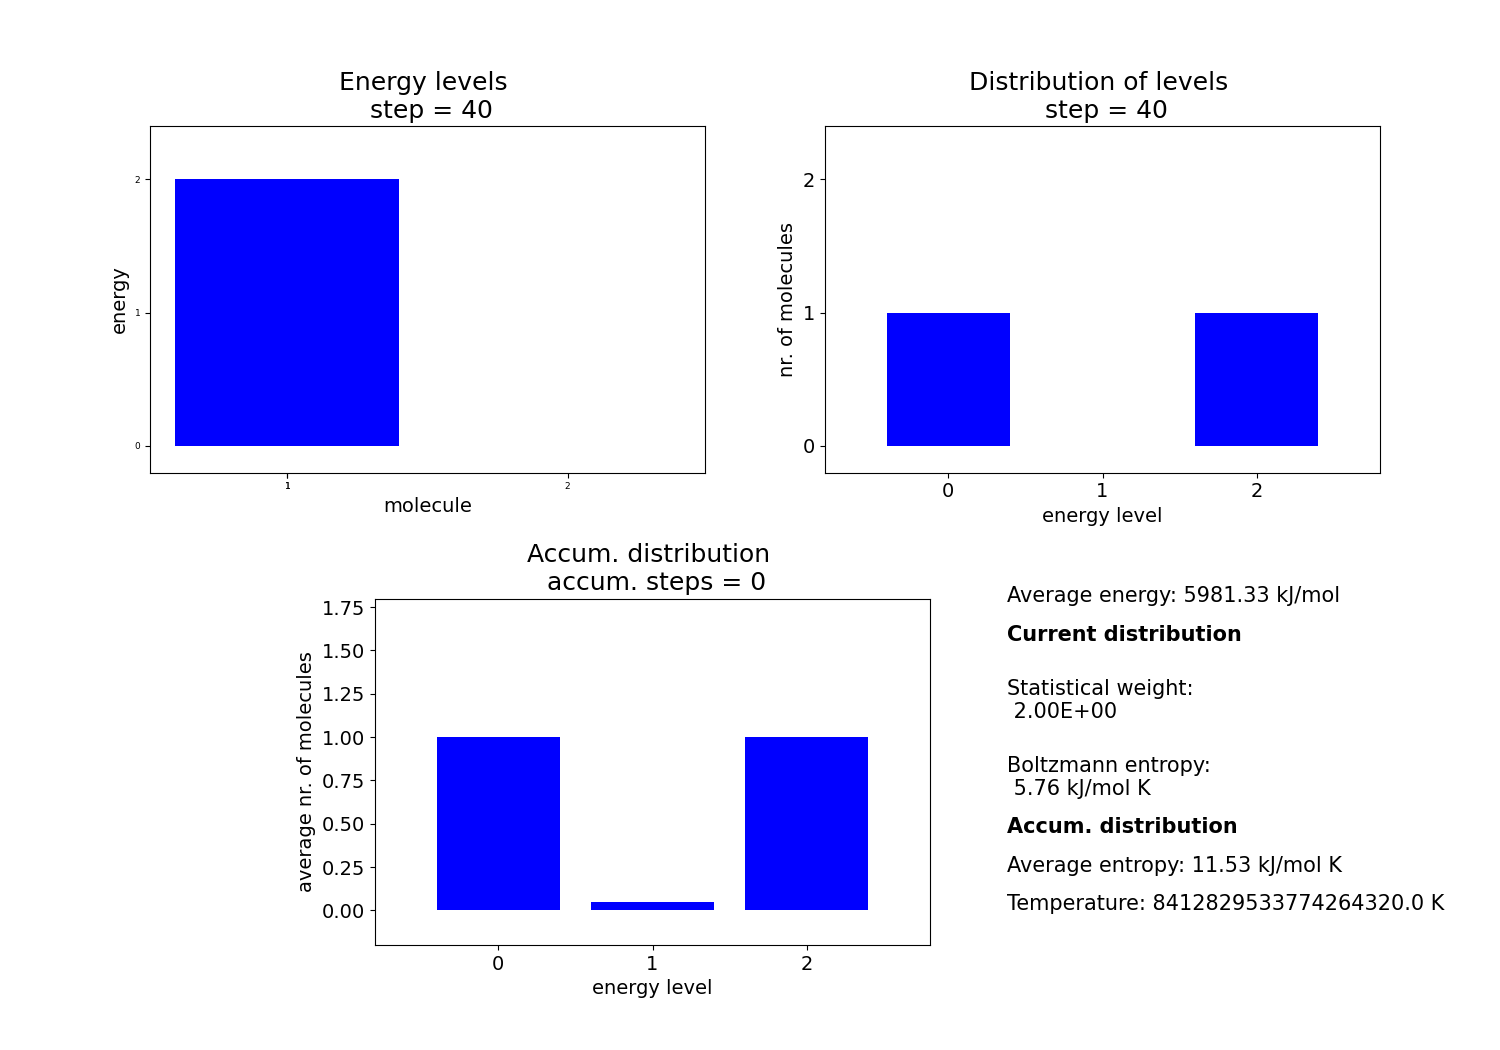 Energy levels
step = 40
2
1
0
energy
1
2
molecule
Distribution of levels
step = 40
2
1
0
nr. of molecules
0
1
2
energy level
Accum. distribution
accum. steps = 0
1.75
1.50
1.25
1.00
0.75
0.50
0.25
0.00
average nr. of molecules
0
1
2
energy level
Average energy: 5981.33 kJ/mol
Current distribution
Statistical weight:
2.00E+00
Boltzmann entropy:
5.76 kJ/mol K
Accum. distribution
Average entropy: 11.53 kJ/mol K
Temperature: 8412829533774264320.0 K